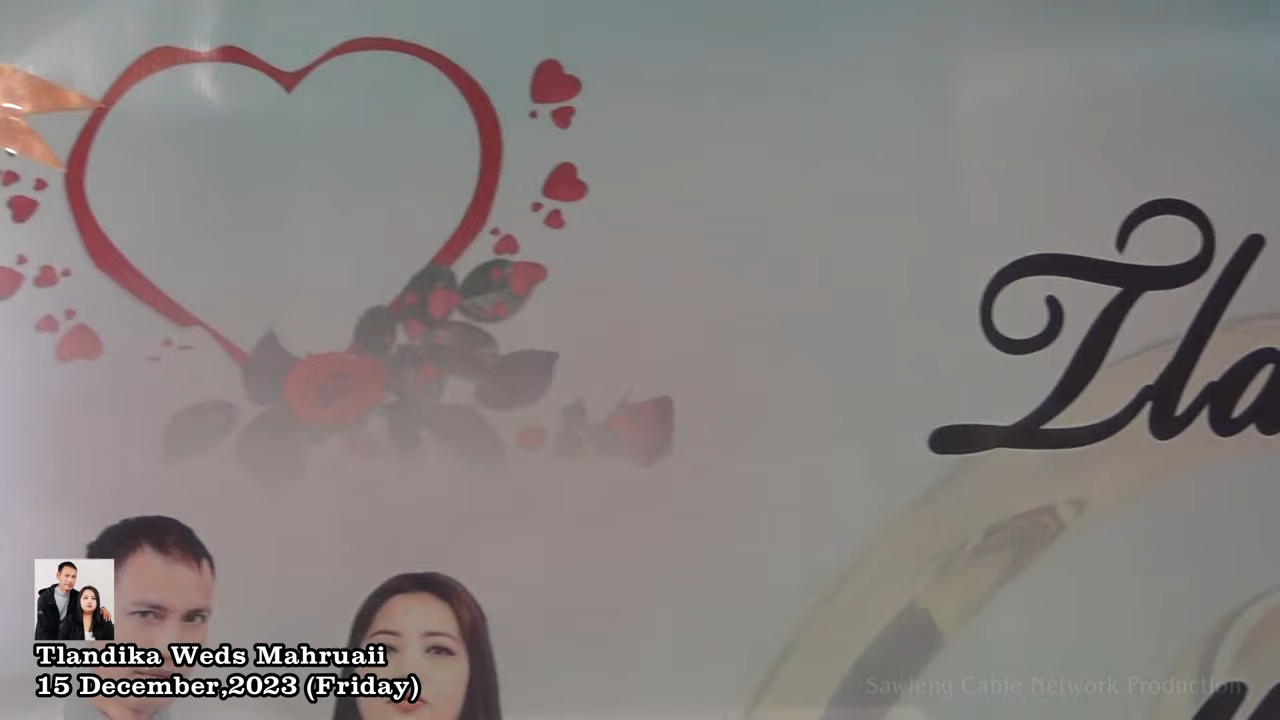 Tla
Tlandika Weds Mahruaii
15 December,2023 (Friday)
Sawleng Cable Network Production